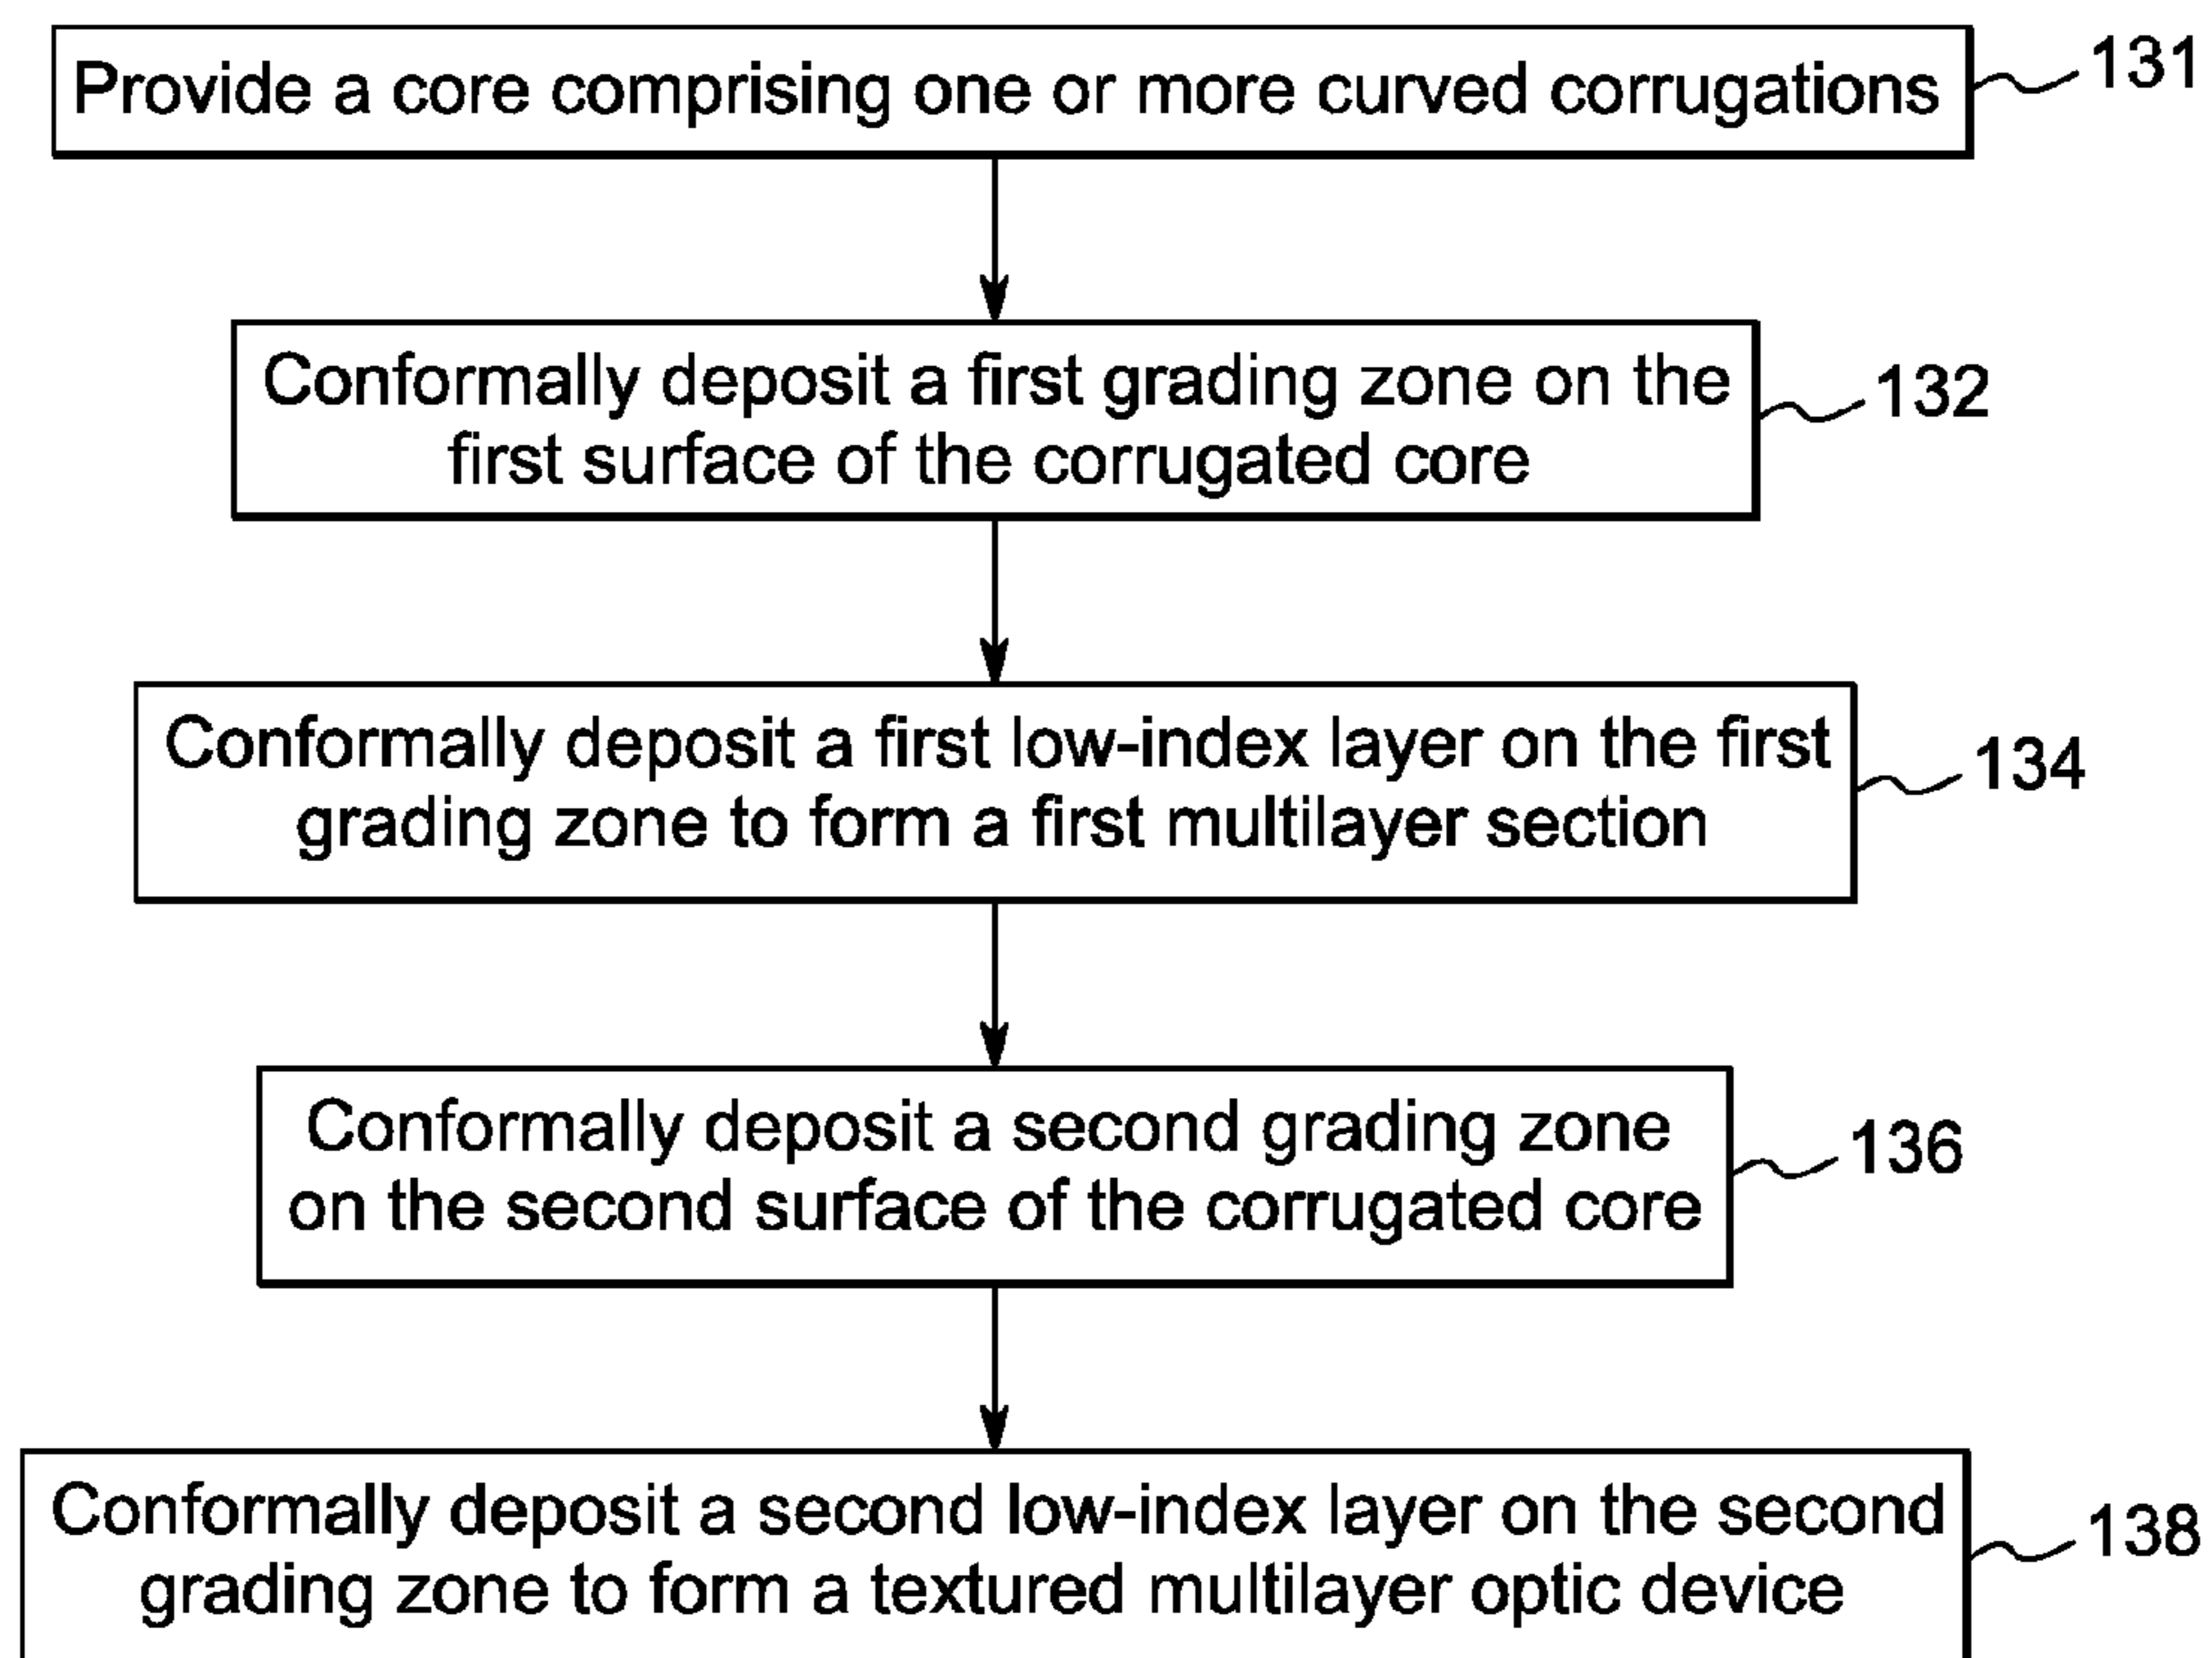 Provide a core comprising one or more curved corrugations
131
Conformally deposit a first grading zone on the
first surface of the corrugated core
132
Conformally deposit a first low-index layer on the first
grading zone to form a first multilayer section
134
Conformally deposit a second grading zone
on the second surface of the corrugated core
136
Conformally deposit a second low-index layer on the second
grading zone to form a textured multilayer optic device
138